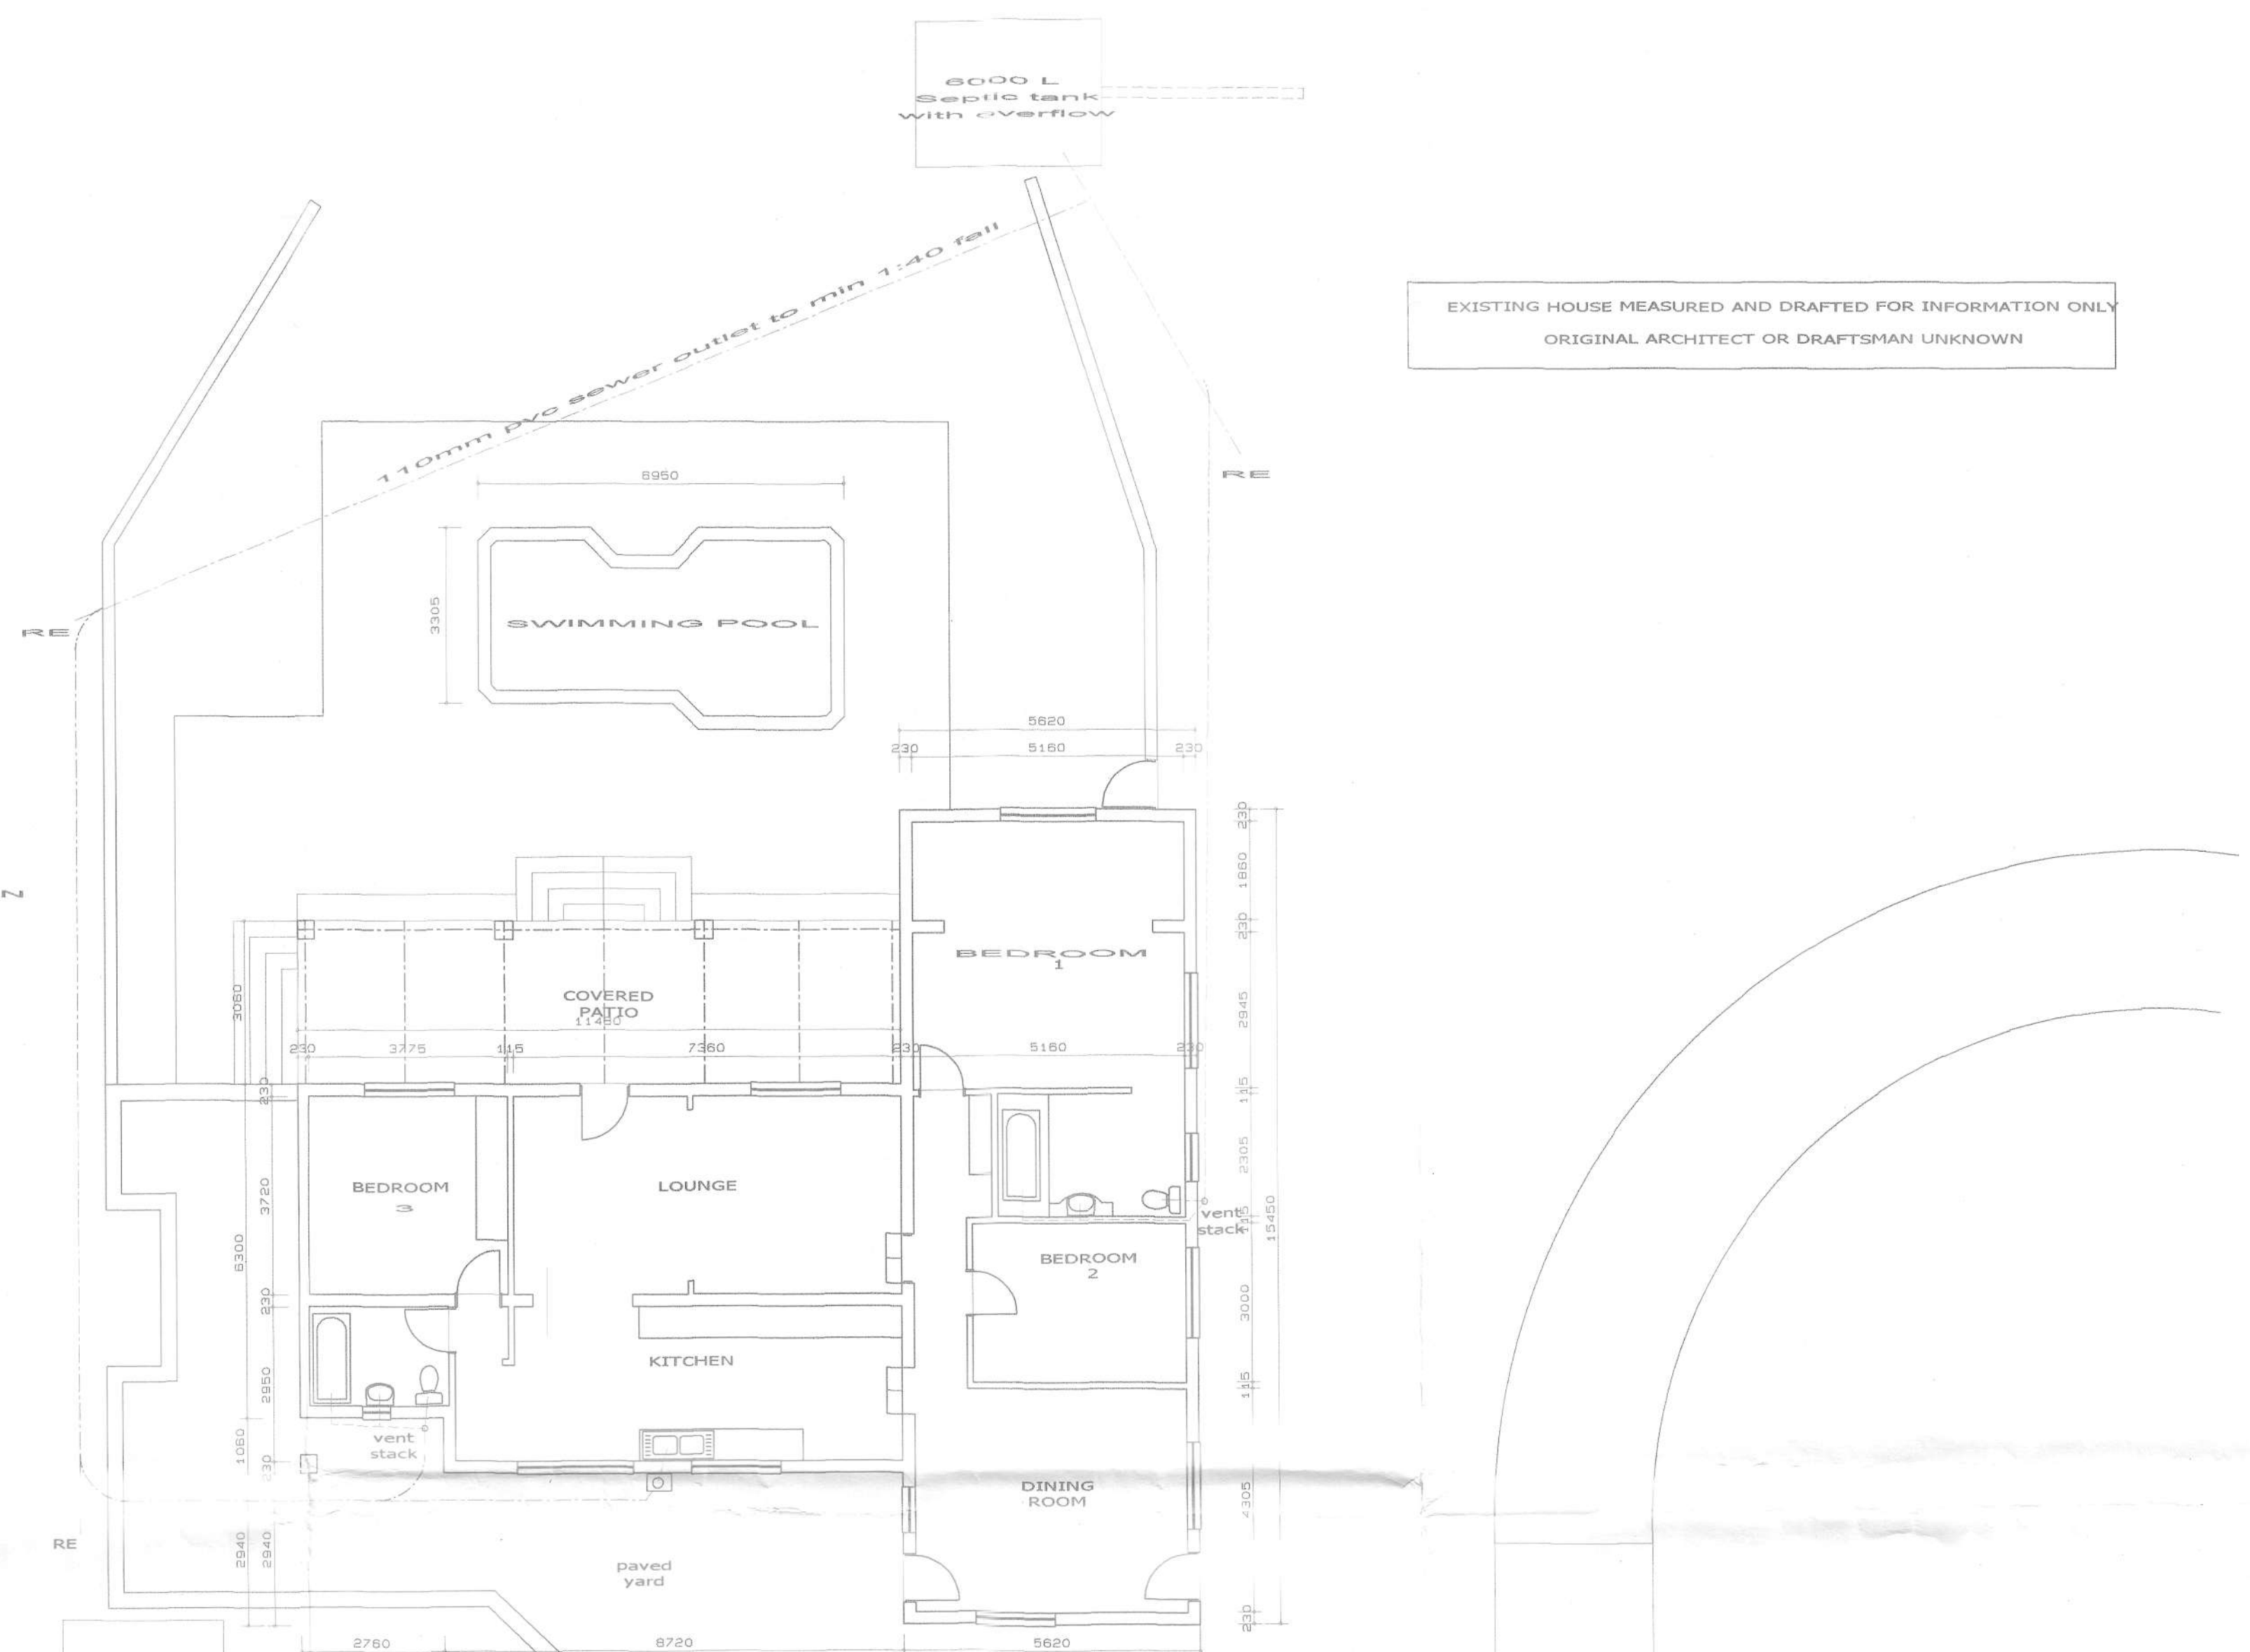 6000 L
Septic tank
with overflow
110mm pvc sewer outlet to min 1:40 fall
EXISTING HOUSE MEASURED AND DRAFTED FOR INFORMATION ONLY
ORIGINAL ARCHITECT OR DRAFTSMAN UNKNOWN
RE
6950
3305
SWIMMING POOL
RE
5620
230 5160 230
N
230
1860
230
2945
115
2305
115
3000
115
4305
230
15450
BEDROOM
1
COVERED
PATIO
11480
3060
230 3775 115 7360 230 5160 230
230
3720
230
2950
230
2940
6300
1060
2940
BEDROOM
3
LOUNGE
vent
stack
BEDROOM
2
KITCHEN
vent
stack
DINING
ROOM
RE
paved
yard
2760 8720 5620